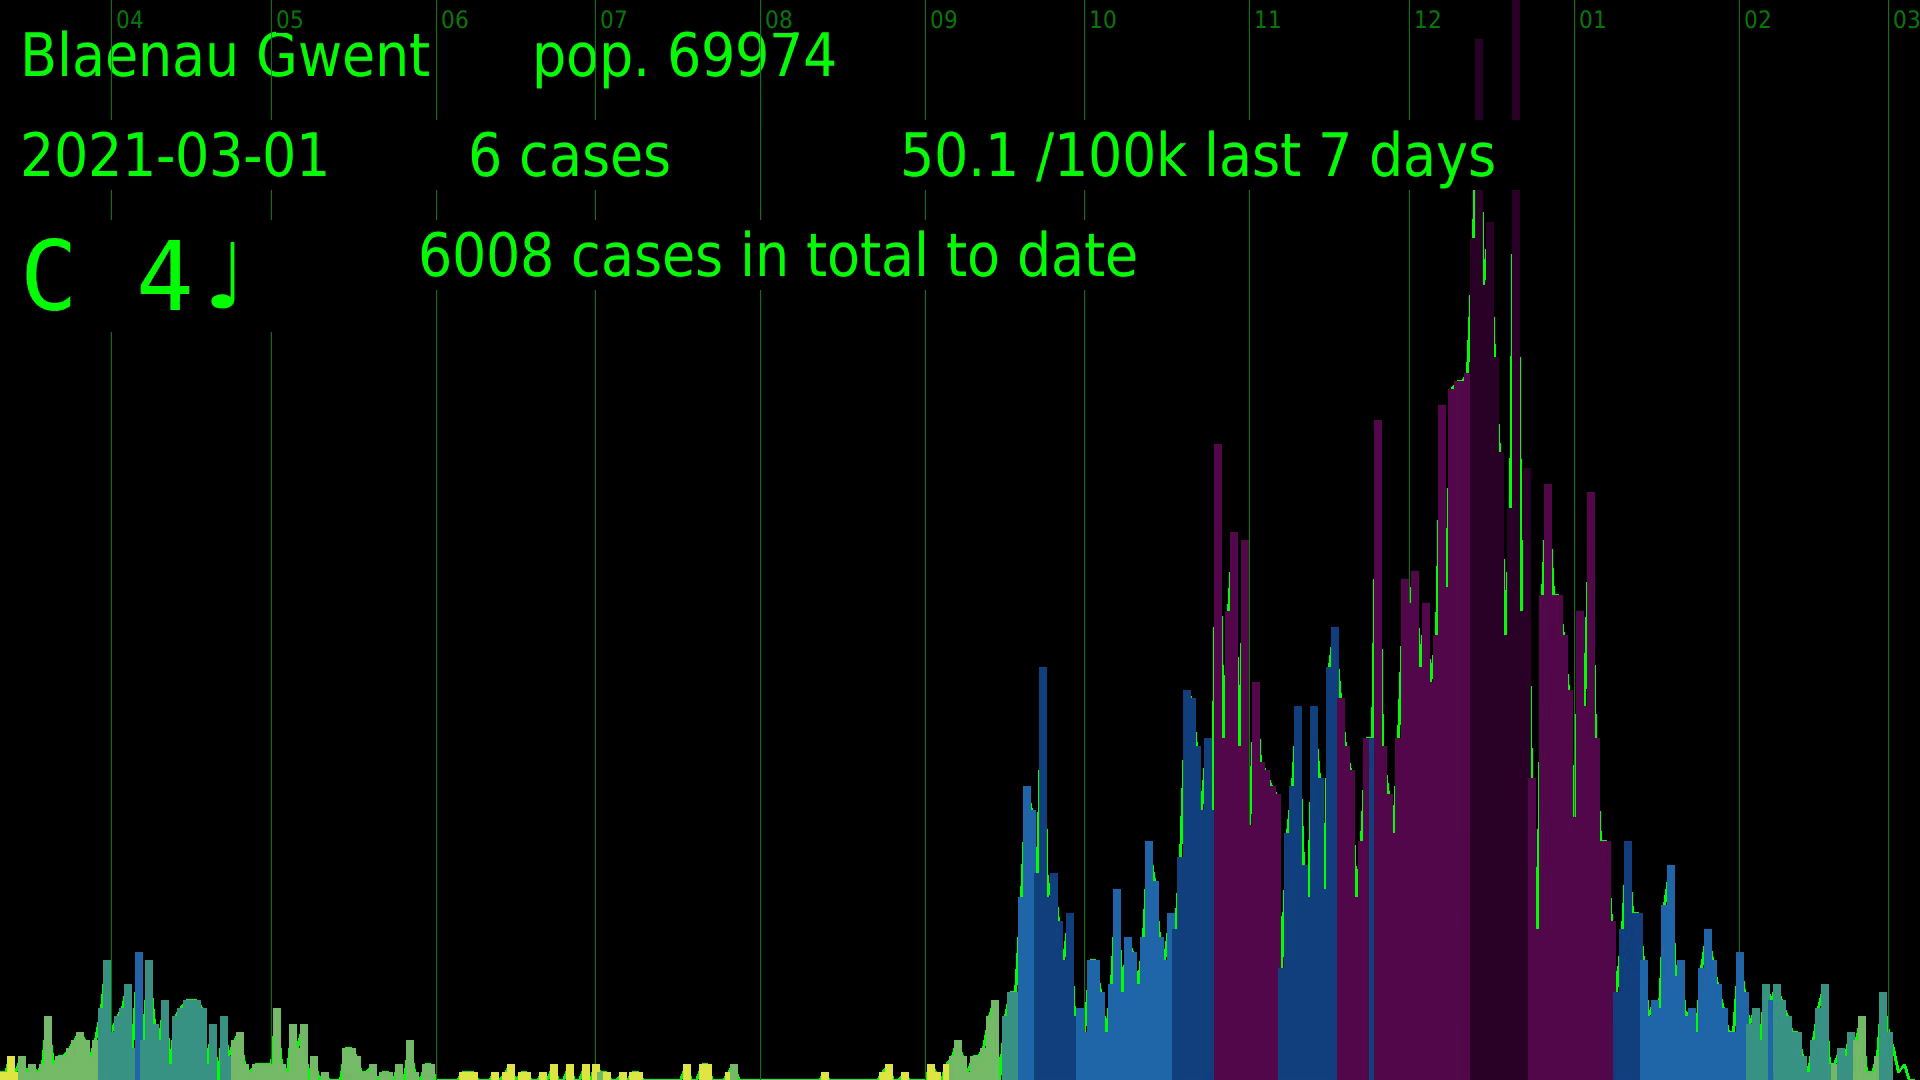 04 05 06 07 08 09 10 11 12 01 02 03
Blaenau Gwent pop. 69974
2021-03-01 6 cases 50.1 /100k last 7 days
C 4♩ 6008 cases in total to date